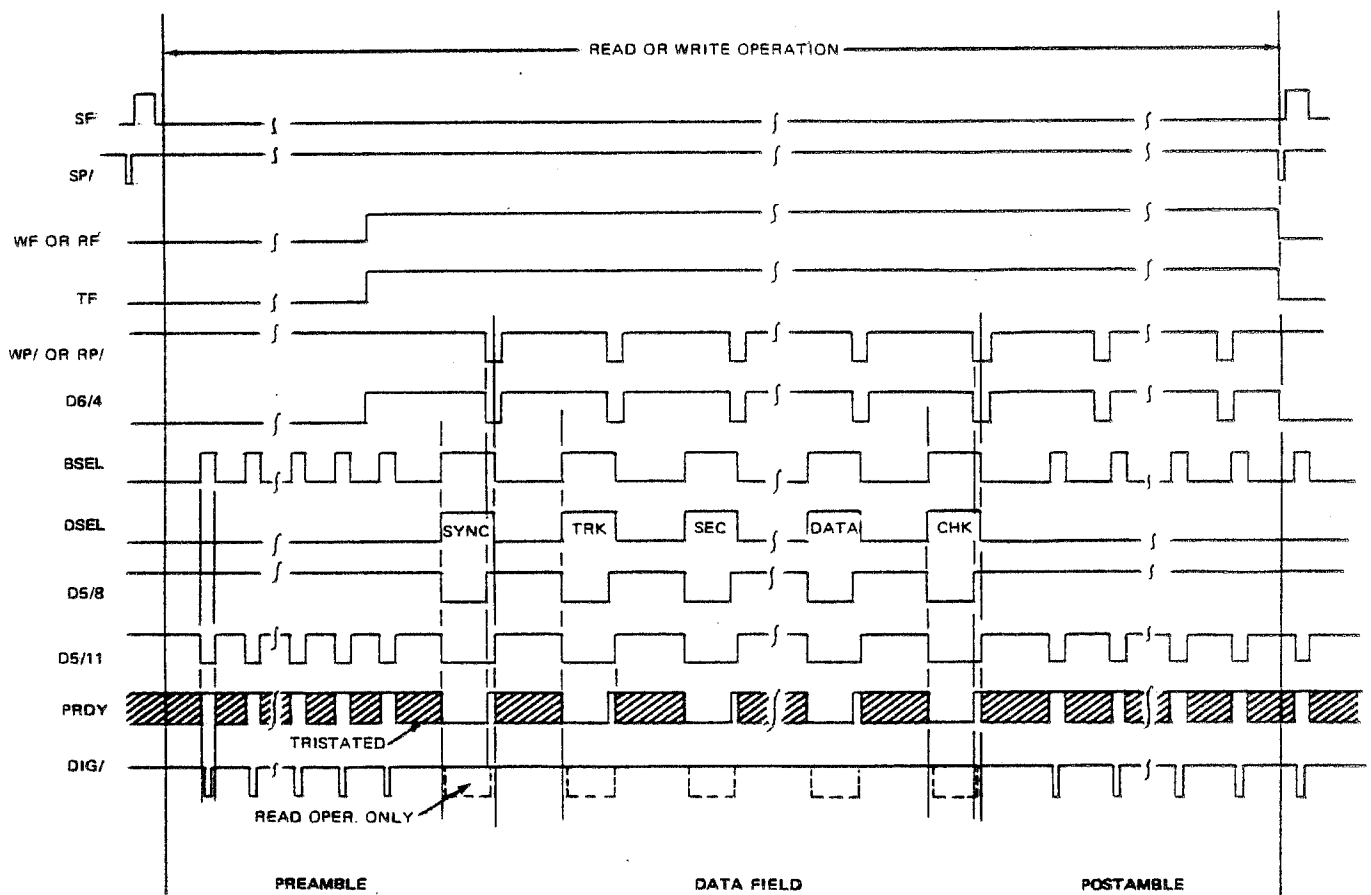 READ OR WRITE OPERATION
SF
SP/
WF OR RF
TF
WP/ OR RP/
D6/4
BSEL
DSEL
SYNC TRK SEC DATA CHK
D5/8
D5/11
PRDY
TRISTATED
DIG/
READ OPER. ONLY
PREAMBLE DATA FIELD POSTAMBLE